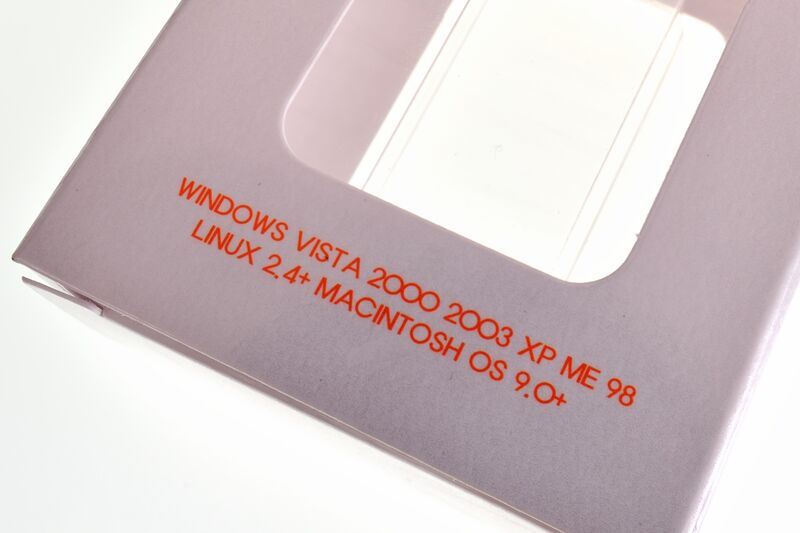 WINDOWS VISTA 2000 2003 XP ME 98
LINUX 2.4+ MACINTOSH OS 9.0+